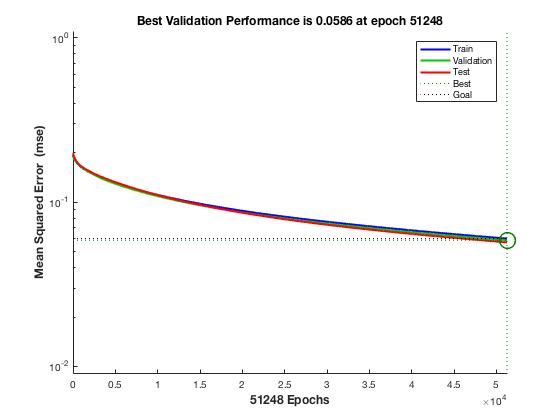 Best Validation Performance is 0.0586 at epoch 51248
10^0
10^-1
10^-2
Mean Squared Error (mse)
Train
Validation
Test
Best
Goal
0 0.5 1 1.5 2 2.5 3 3.5 4 4.5 5
×10^4
51248 Epochs